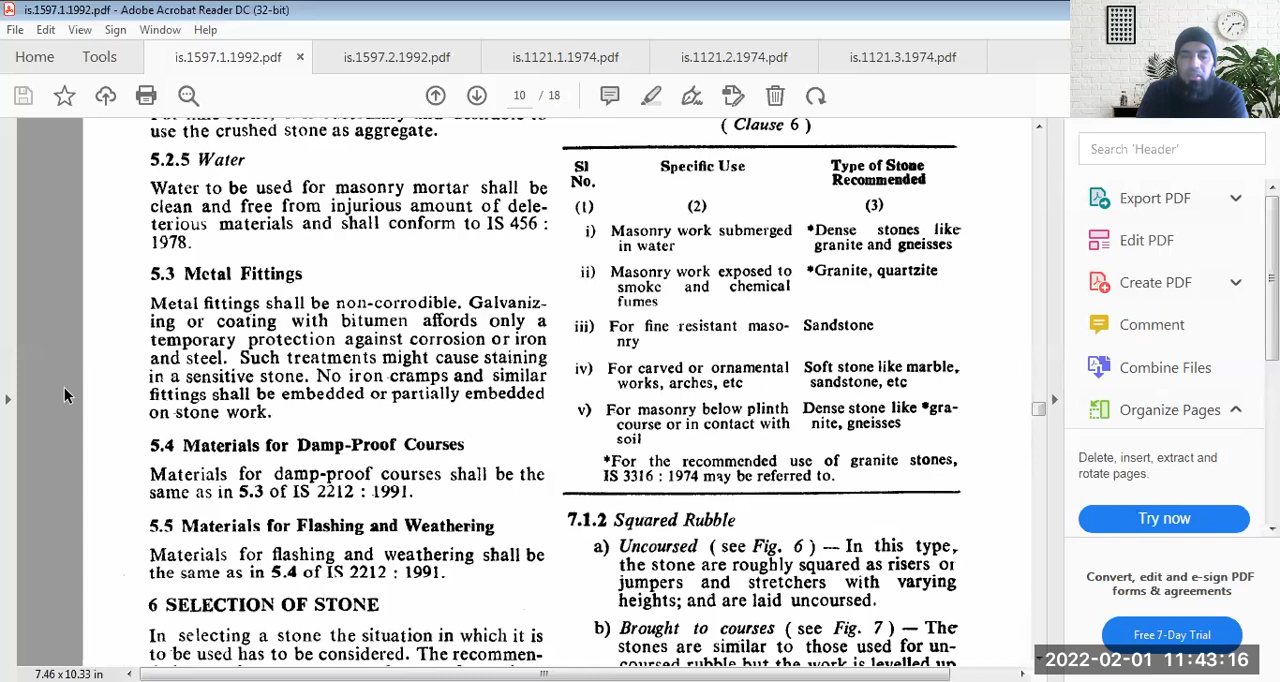 is.1597.1.1992.pdf - Adobe Acrobat Reader DC (32-bit)
File Edit View Sign Window Help
Home Tools is.1597.1.1992.pdf × is.1597.2.1992.pdf is.1121.1.1974.pdf is.1121.2.1974.pdf is.1121.3.1974.pdf
10 / 18
use the crushed stone as aggregate.
5.2.5 Water
Water to be used for masonry mortar shall be
clean and free from injurious amount of dele-
terious materials and shall conform to IS 456 :
1978.
5.3 Metal Fittings
Metal fittings shall be non-corrodible. Galvaniz-
ing or coating with bitumen affords only a
temporary protection against corrosion or iron
and steel. Such treatments might cause staining
in a sensitive stone. No iron cramps and similar
fittings shall be embedded or partially embedded
on stone work.
5.4 Materials for Damp-Proof Courses
Materials for damp-proof courses shall be the
same as in 5.3 of IS 2212 : 1991.
5.5 Materials for Flashing and Weathering
Materials for flashing and weathering shall be
the same as in 5.4 of IS 2212 : 1991.
6 SELECTION OF STONE
In selecting a stone the situation in which it is
to be used has to be considered. The recommen-
( Clause 6 )
Sl Specific Use Type of Stone
No. Recommended
(1) (2) (3)
i) Masonry work submerged *Dense stones like
in water granite and gneisses
ii) Masonry work exposed to *Granite, quartzite
smoke and chemical
fumes
iii) For fine resistant maso- Sandstone
nry
iv) For carved or ornamental Soft stone like marble,
works, arches, etc sandstone, etc
v) For masonry below plinth Dense stone like *gra-
course or in contact with nite, gneisses
soil
*For the recommended use of granite stones,
IS 3316 : 1974 may be referred to.
7.1.2 Squared Rubble
a) Uncoursed ( see Fig. 6 ) — In this type,
the stone are roughly squared as risers or
jumpers and stretchers with varying
heights; and are laid uncoursed.
b) Brought to courses ( see Fig. 7 ) — The
stones are similar to those used for un-
coursed rubble but the work is levelled up
7.46 x 10.33 in
Search 'Header'
Export PDF
Edit PDF
Create PDF
Comment
Combine Files
Organize Pages
Delete, insert, extract and
rotate pages.
Try now
Convert, edit and e-sign PDF
forms & agreements
Free 7-Day Trial
2022-02-01 11:43:16